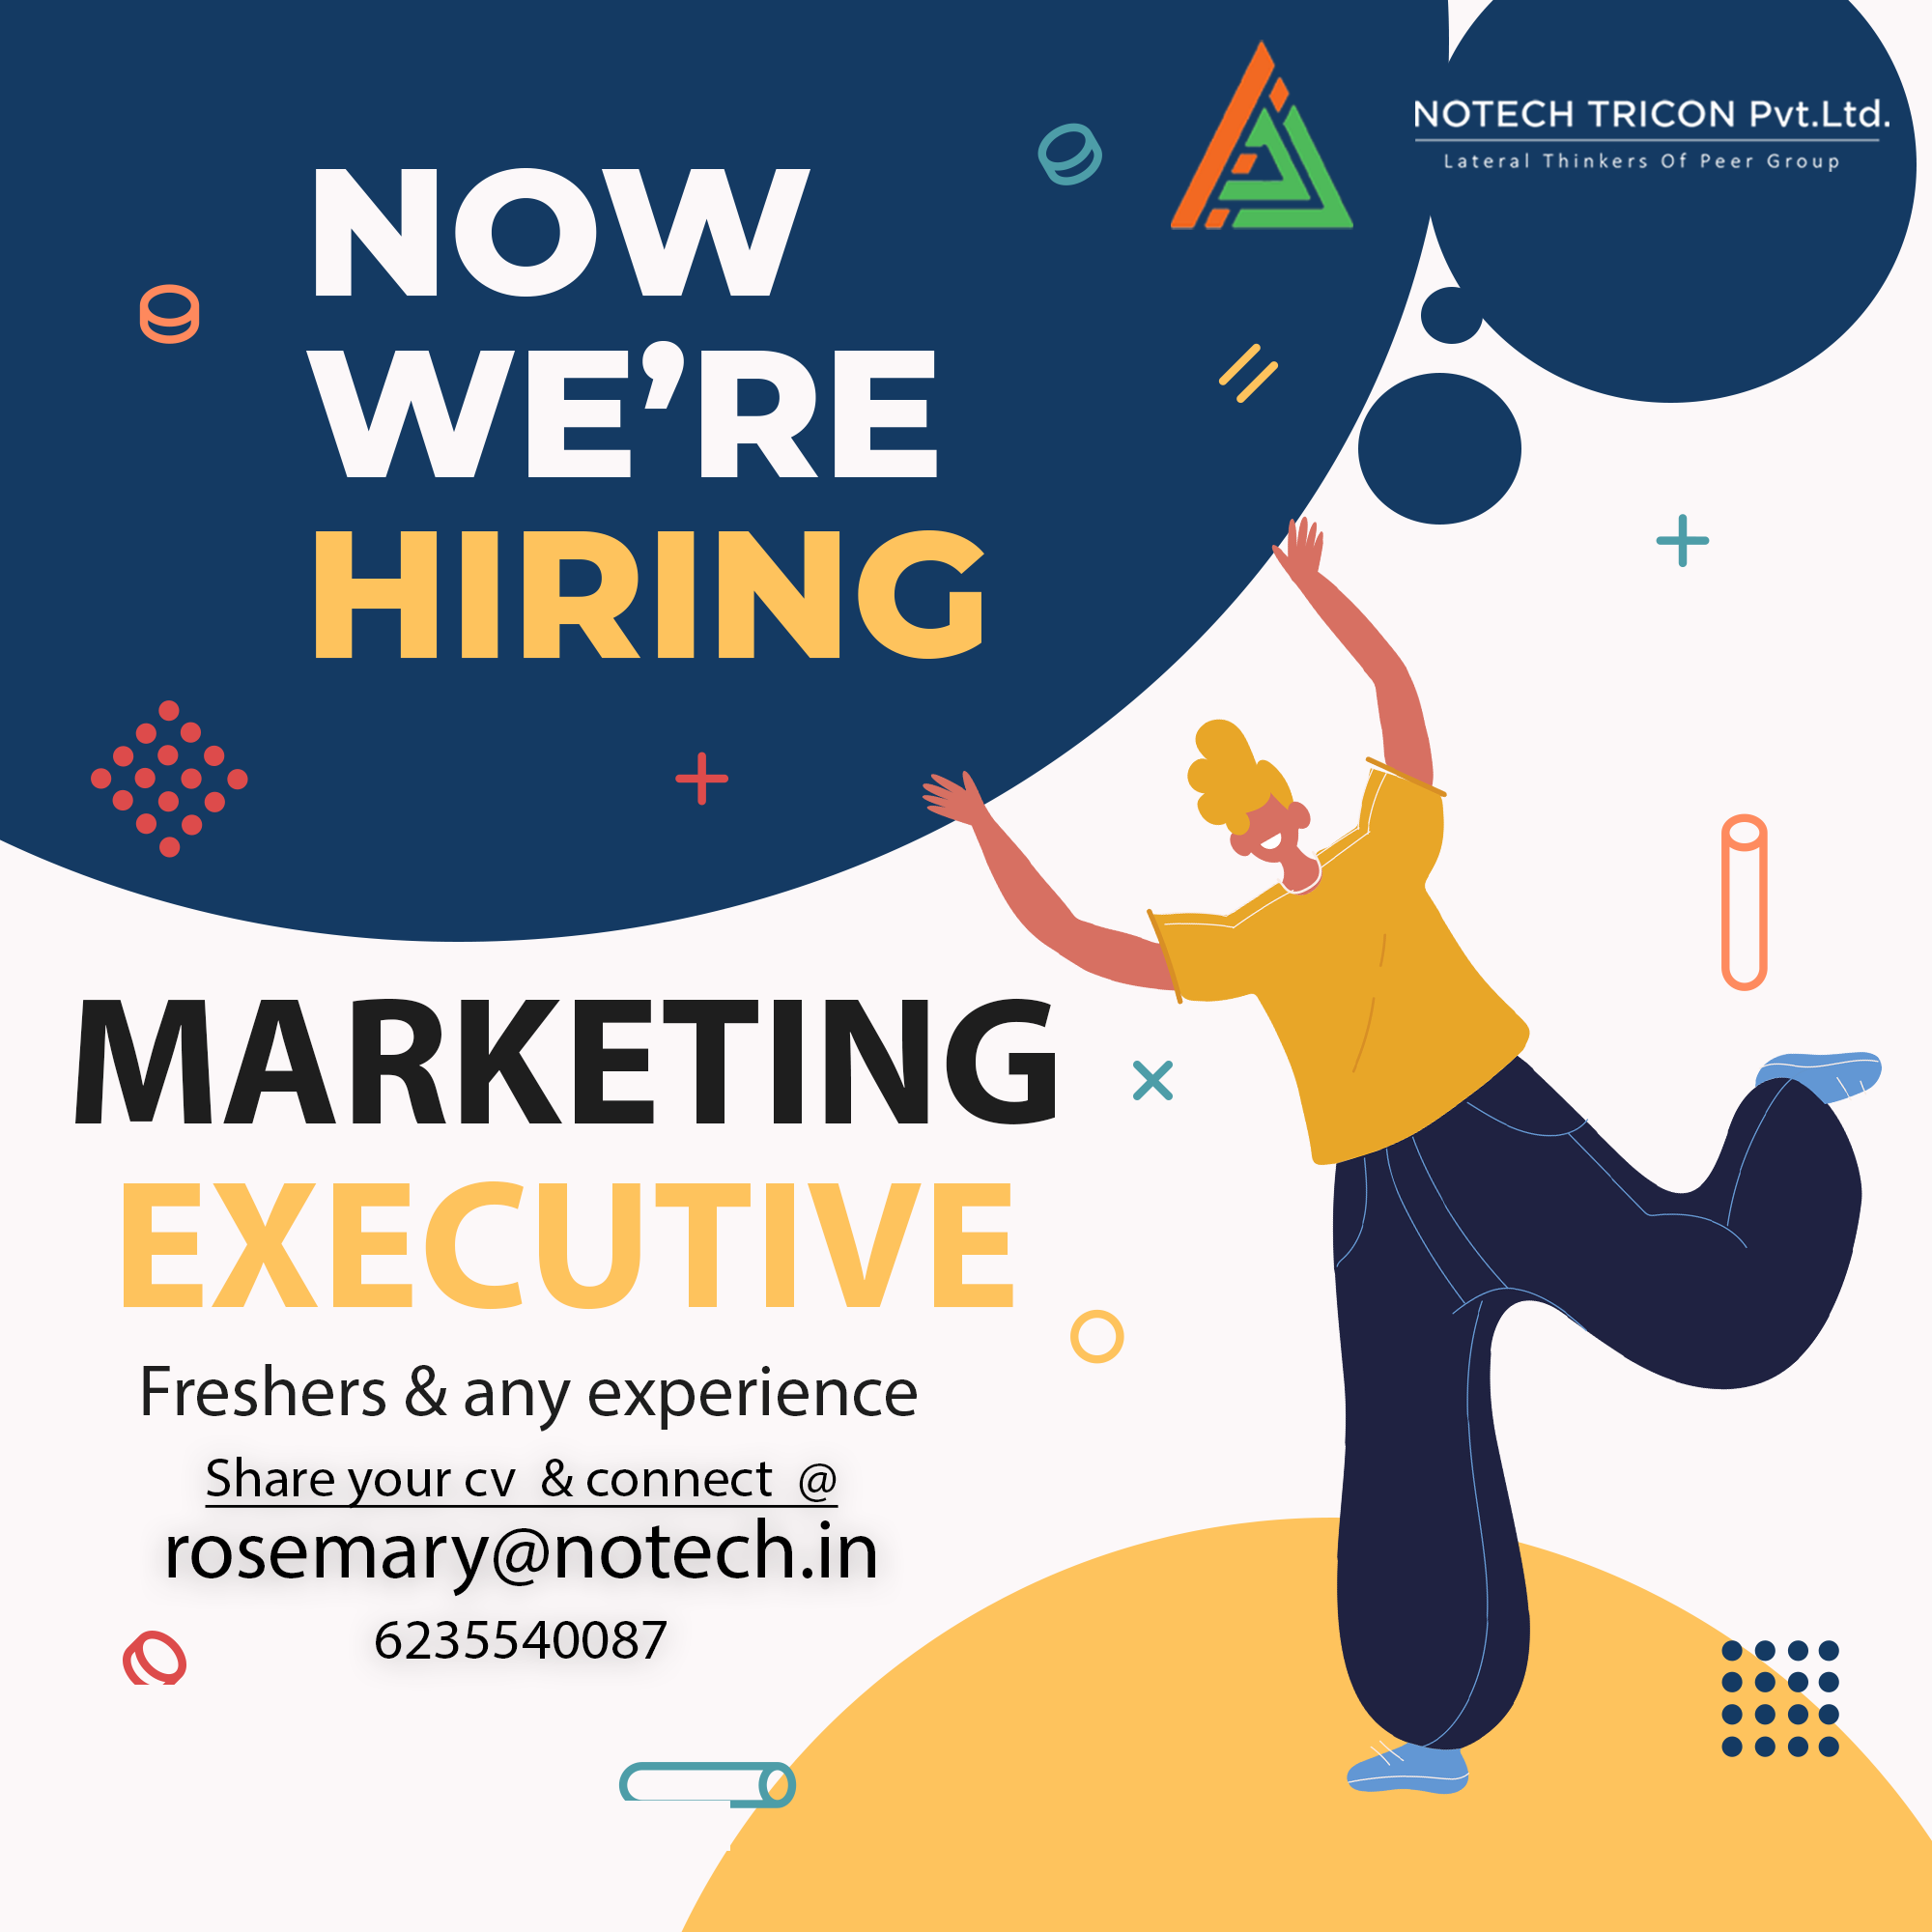 NOTECH TRICON Pvt.Ltd.
Lateral Thinkers Of Peer Group
NOW
WE’RE
HIRING
MARKETING
EXECUTIVE
Freshers & any experience
Share your cv & connect @
rosemary@notech.in
6235540087